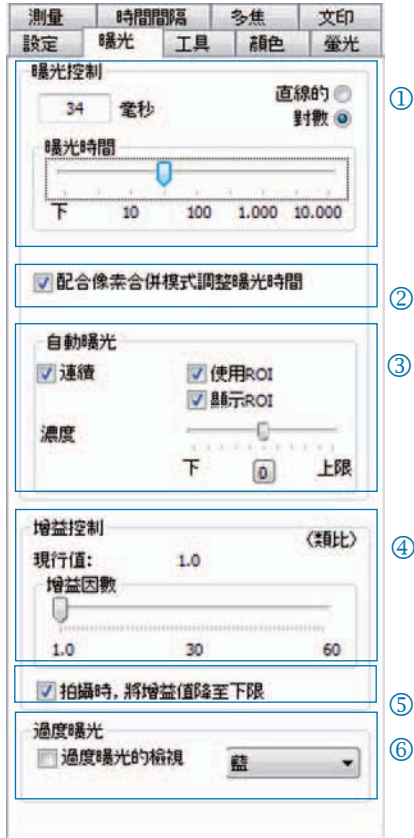 測量 時間間隔 多焦 文印
設定 曝光 工具 顏色 螢光
曝光控制
直線的
34 毫秒
對數
曝光時間
下 10 100 1.000 10.000
①
配合像素合併模式調整曝光時間
②
自動曝光
連續 使用ROI
顯示ROI
③
濃度
下 0 上限
增益控制
〈類比〉
現行值: 1.0
④
增益因數
1.0 30 60
拍攝時,將增益值降至下限
⑤
過度曝光
過度曝光的檢視 藍
⑥